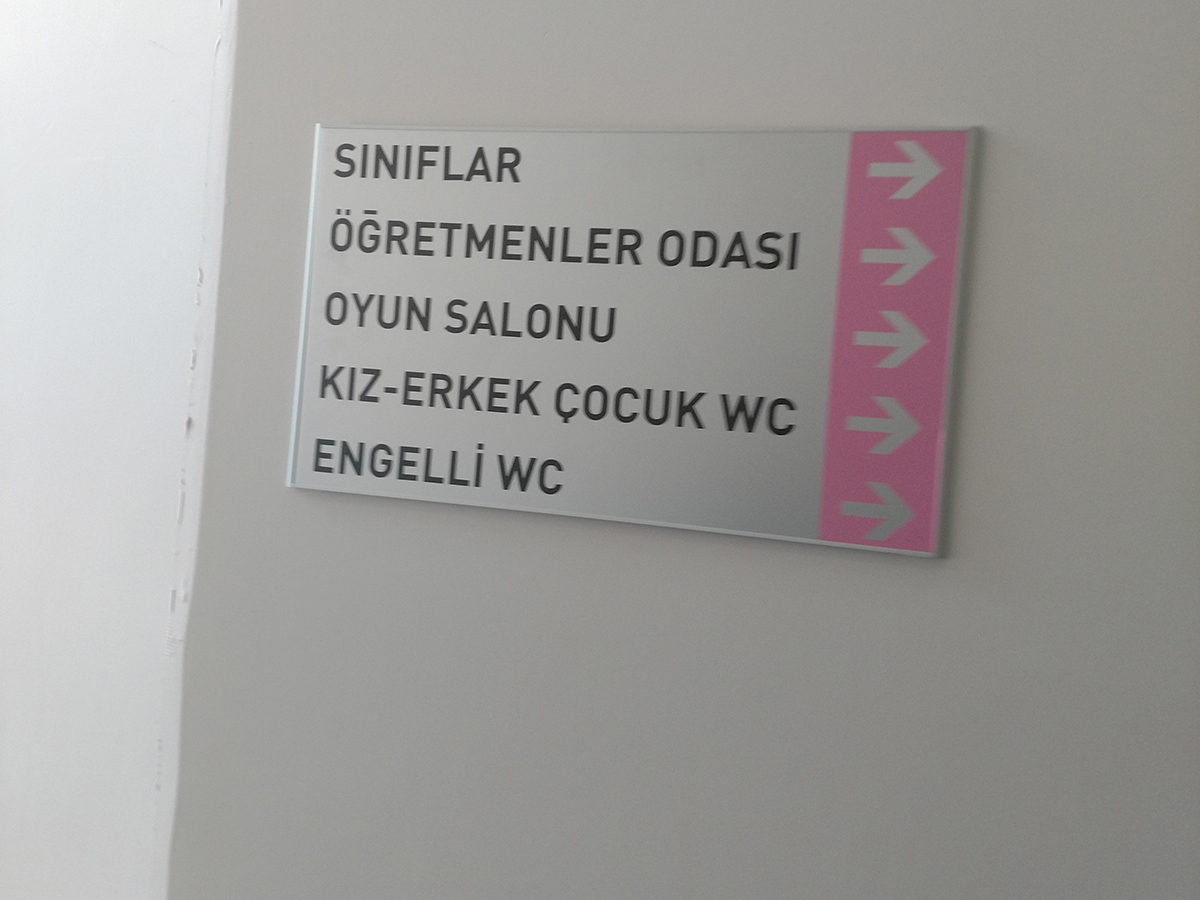 SINIFLAR
ÖĞRETMENLER ODASI
OYUN SALONU
KIZ-ERKEK ÇOCUK WC
ENGELLİ WC